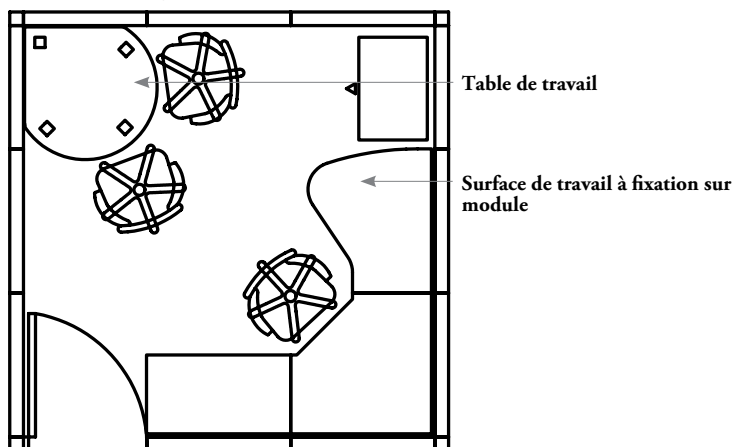 Table de travail
Surface de travail à fixation sur
module